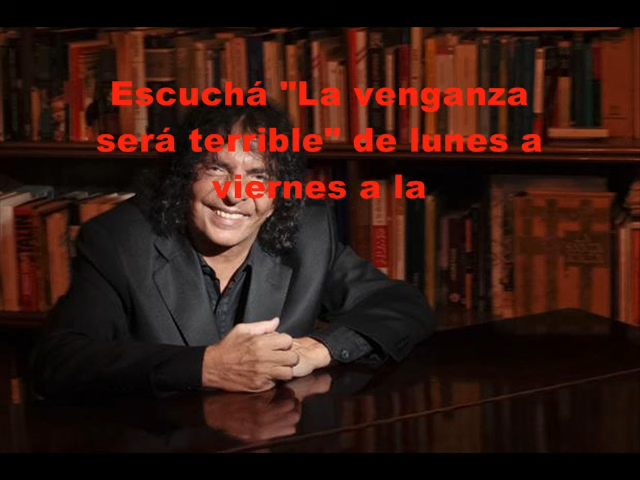 Escuchá "La venganza
será terrible" de lunes a
viernes a la